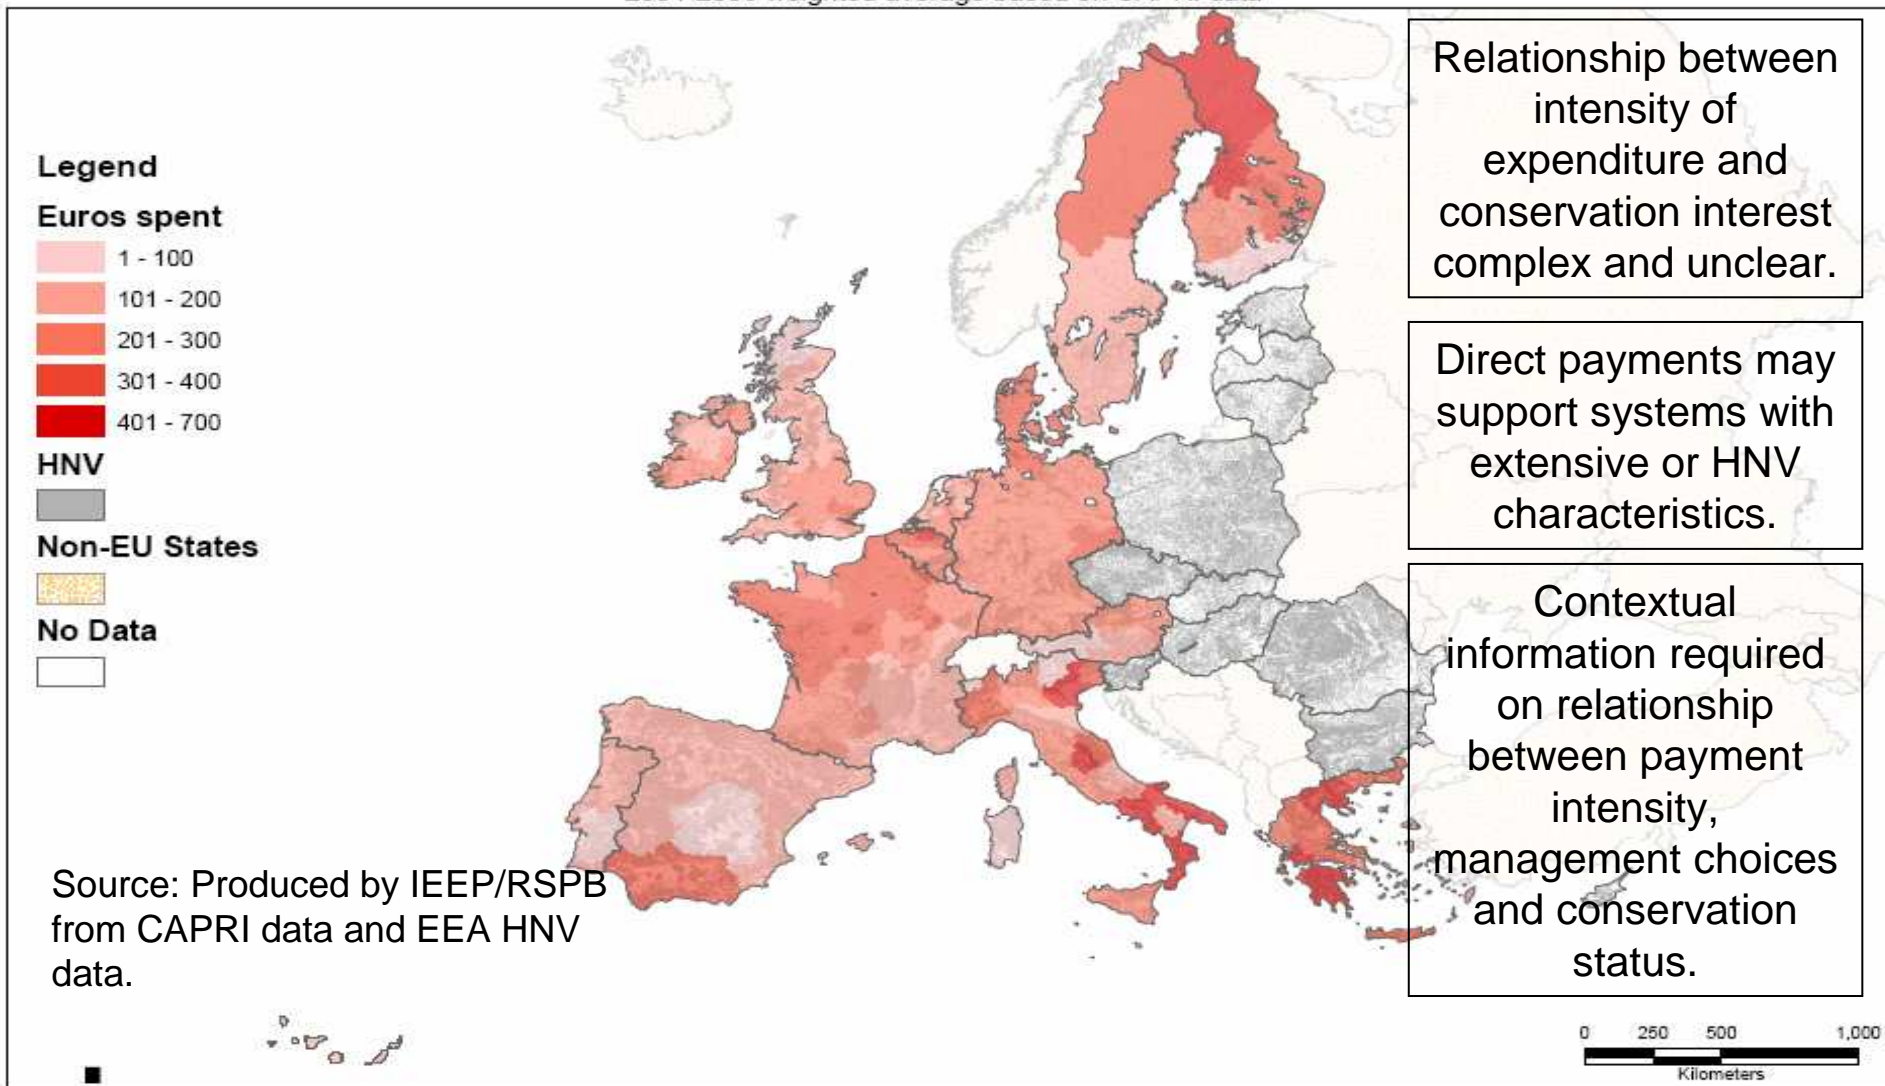 Legend
Euros spent
1 - 100
101 - 200
201 - 300
301 - 400
401 - 700
HNV
Non-EU States
No Data
Source: Produced by IEEP/RSPB
from CAPRI data and EEA HNV
data.
Relationship between
intensity of
expenditure and
conservation interest
complex and unclear.
Direct payments may
support systems with
extensive or HNV
characteristics.
Contextual
information required
on relationship
between payment
intensity,
management choices
and conservation
status.
0 250 500 1,000
Kilometers